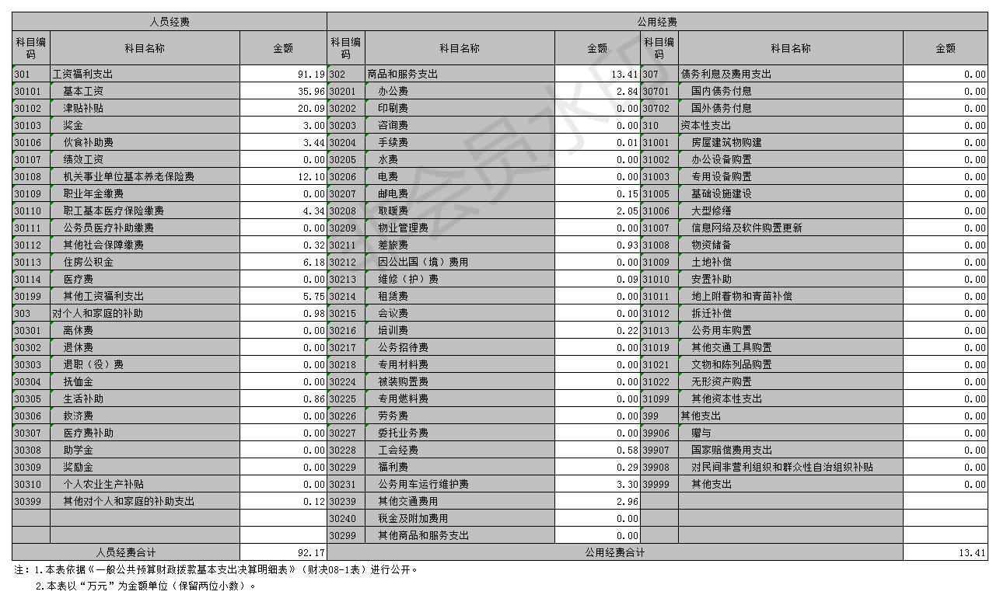 人员经费 公用经费
科目编码 科目名称 金额 科目编码 科目名称 金额 科目编码 科目名称 金额
301 工资福利支出 91.19 302 商品和服务支出 13.41 307 债务利息及费用支出 0.00
30101 基本工资 35.96 30201 办公费 2.84 30701 国内债务付息 0.00
30102 津贴补贴 20.09 30202 印刷费 0.00 30702 国外债务付息 0.00
30103 奖金 3.00 30203 咨询费 0.00 310 资本性支出 0.00
30106 伙食补助费 3.44 30204 手续费 0.01 31001 房屋建筑物购建 0.00
30107 绩效工资 0.00 30205 水费 0.00 31002 办公设备购置 0.00
30108 机关事业单位基本养老保险费 12.10 30206 电费 0.00 31003 专用设备购置 0.00
30109 职业年金缴费 0.00 30207 邮电费 0.15 31005 基础设施建设 0.00
30110 职工基本医疗保险缴费 4.34 30208 取暖费 2.05 31006 大型修缮 0.00
30111 公务员医疗补助缴费 0.00 30209 物业管理费 0.00 31007 信息网络及软件购置更新 0.00
30112 其他社会保障缴费 0.32 30211 差旅费 0.93 31008 物资储备 0.00
30113 住房公积金 6.18 30212 因公出国（境）费用 0.00 31009 土地补偿 0.00
30114 医疗费 0.00 30213 维修（护）费 0.09 31010 安置补助 0.00
30199 其他工资福利支出 5.75 30214 租赁费 0.00 31011 地上附着物和青苗补偿 0.00
303 对个人和家庭的补助 0.98 30215 会议费 0.00 31012 拆迁补偿 0.00
30301 离休费 0.00 30216 培训费 0.22 31013 公务用车购置 0.00
30302 退休费 0.00 30217 公务招待费 0.00 31019 其他交通工具购置 0.00
30303 退职（役）费 0.00 30218 专用材料费 0.00 31021 文物和陈列品购置 0.00
30304 抚恤金 0.00 30224 被装购置费 0.00 31022 无形资产购置 0.00
30305 生活补助 0.86 30225 专用燃料费 0.00 31099 其他资本性支出 0.00
30306 救济费 0.00 30226 劳务费 0.00 399 其他支出 0.00
30307 医疗费补助 0.00 30227 委托业务费 0.00 39906 赠与 0.00
30308 助学金 0.00 30228 工会经费 0.58 39907 国家赔偿费用支出 0.00
30309 奖励金 0.00 30229 福利费 0.29 39908 对民间非营利组织和群众性自治组织补贴 0.00
30310 个人农业生产补贴 0.00 30231 公务用车运行维护费 3.30 39999 其他支出 0.00
30399 其他对个人和家庭的补助支出 0.12 30239 其他交通费用 2.96
30240 税金及附加费用 0.00
30299 其他商品和服务支出 0.00
人员经费合计 92.17 公用经费合计 13.41
注：1.本表依据《一般公共预算财政拨款基本支出决算明细表》（财决08-1表）进行公开。
2.本表以“万元”为金额单位（保留两位小数）。
非会员水印